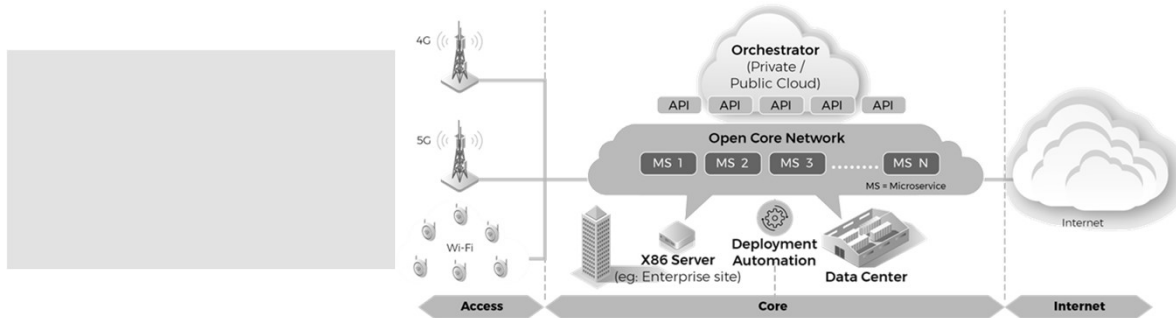 4G
5G
Wi-Fi
Orchestrator
(Private /
Public Cloud)
API API API API API
Open Core Network
MS 1 MS 2 MS 3 ........ MS N
MS = Microservice
X86 Server
(eg: Enterprise site)
Deployment
Automation
Data Center
Internet
Access Core Internet